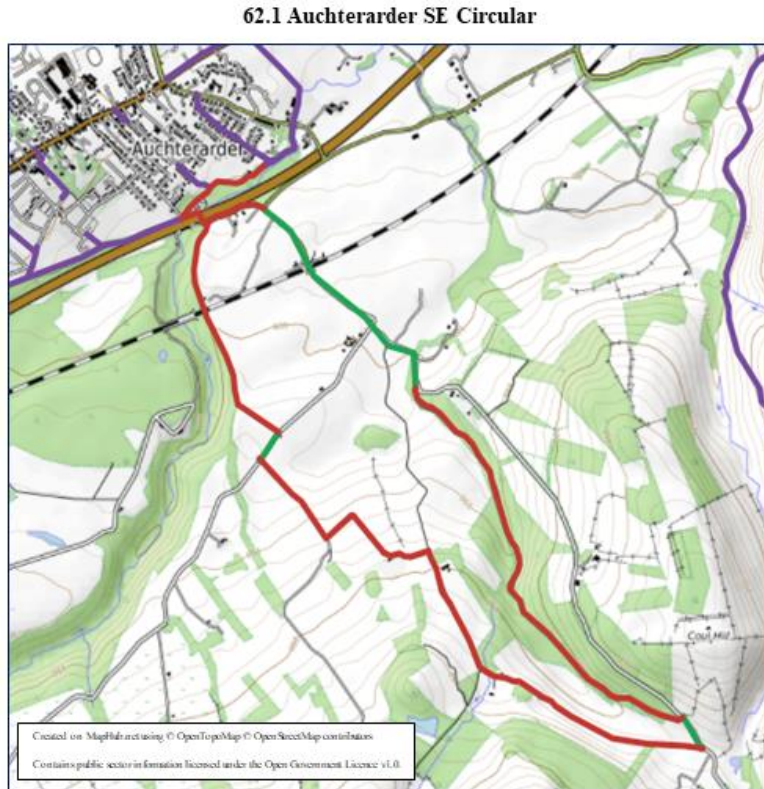 62.1 Auchterarder SE Circular
Auchterarder
Coul Hill
Created on MapHub.net using © OpenTopoMap © OpenStreetMap contributors
Contains public sector information licensed under the Open Government Licence v1.0.